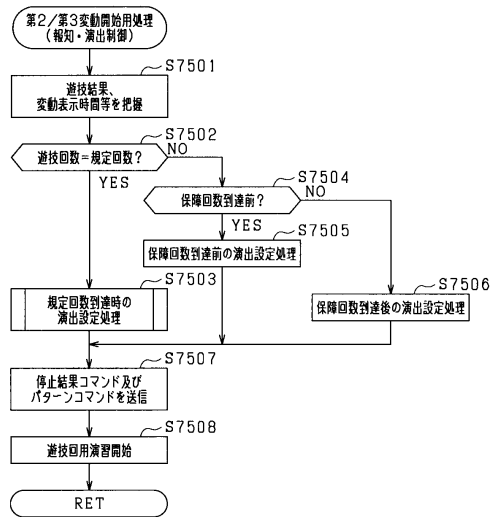 第2／第3変動開始用処理
(報知・演出制御)
S7501
遊技結果、
変動表示時間等を把握
S7502
遊技回数＝規定回数？
NO
YES
S7504
保障回数到達前？
NO
YES
S7505
保障回数到達前の演出設定処理
S7503
規定回数到達時の
演出設定処理
S7506
保障回数到達後の演出設定処理
S7507
停止結果コマンド及び
パターンコマンドを送信
S7508
遊技回用演習開始
RET